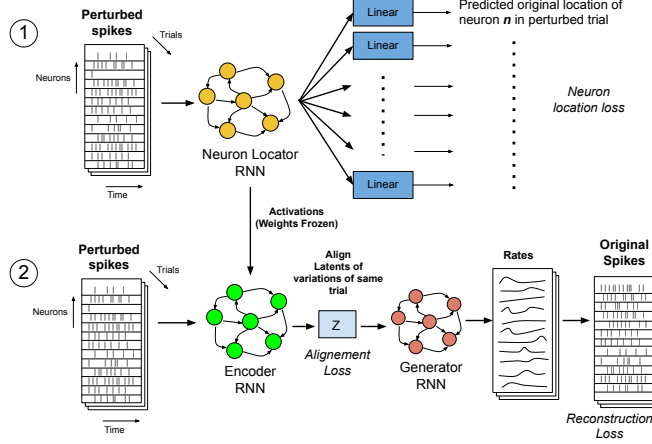 1
Perturbed
spikes
Trials
Neurons
Time
Neuron Locator
RNN
Linear
Linear
Linear
Predicted original location of
neuron n in perturbed trial
Neuron
location loss
Activations
(Weights Frozen)
2
Perturbed
spikes
Trials
Neurons
Time
Encoder
RNN
Align
Latents of
variations of same
trial
Z
Alignement
Loss
Generator
RNN
Rates
Original
Spikes
Reconstruction
Loss